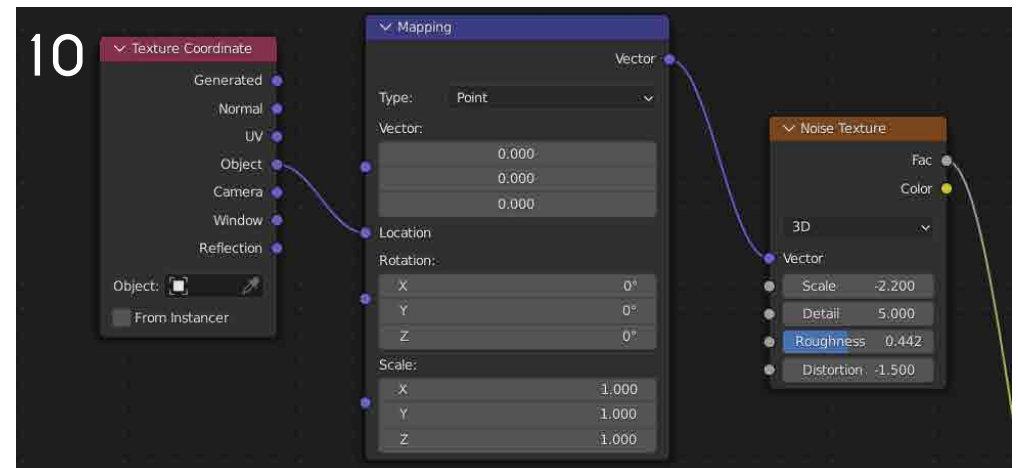 10
Texture Coordinate
Generated
Normal
UV
Object
Camera
Window
Reflection
Object:
From Instancer
Mapping
Vector
Type: Point
Vector:
0.000
0.000
0.000
Location
Rotation:
X 0°
Y 0°
Z 0°
Scale:
X 1.000
Y 1.000
Z 1.000
Noise Texture
Fac
Color
3D
Vector
Scale -2.200
Detail 5.000
Roughness 0.442
Distortion -1.500